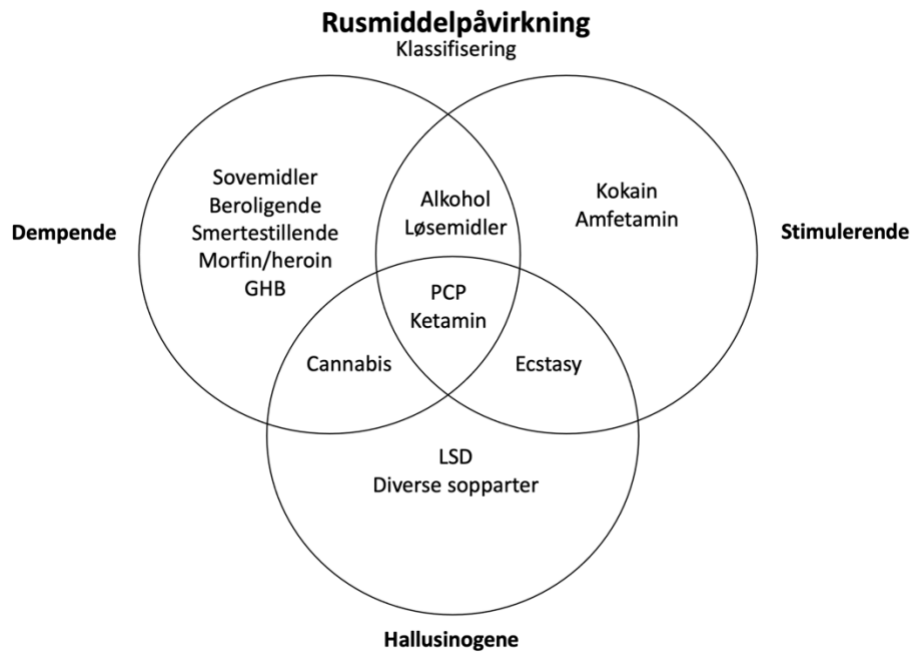 Rusmiddelpåvirkning
Klassifisering
Dempende
Sovemidler
Beroligende
Smertestillende
Morfin/heroin
GHB
Alkohol
Løsemidler
Kokain
Amfetamin
Stimulerende
PCP
Ketamin
Cannabis
Ecstasy
LSD
Diverse sopparter
Hallusinogene